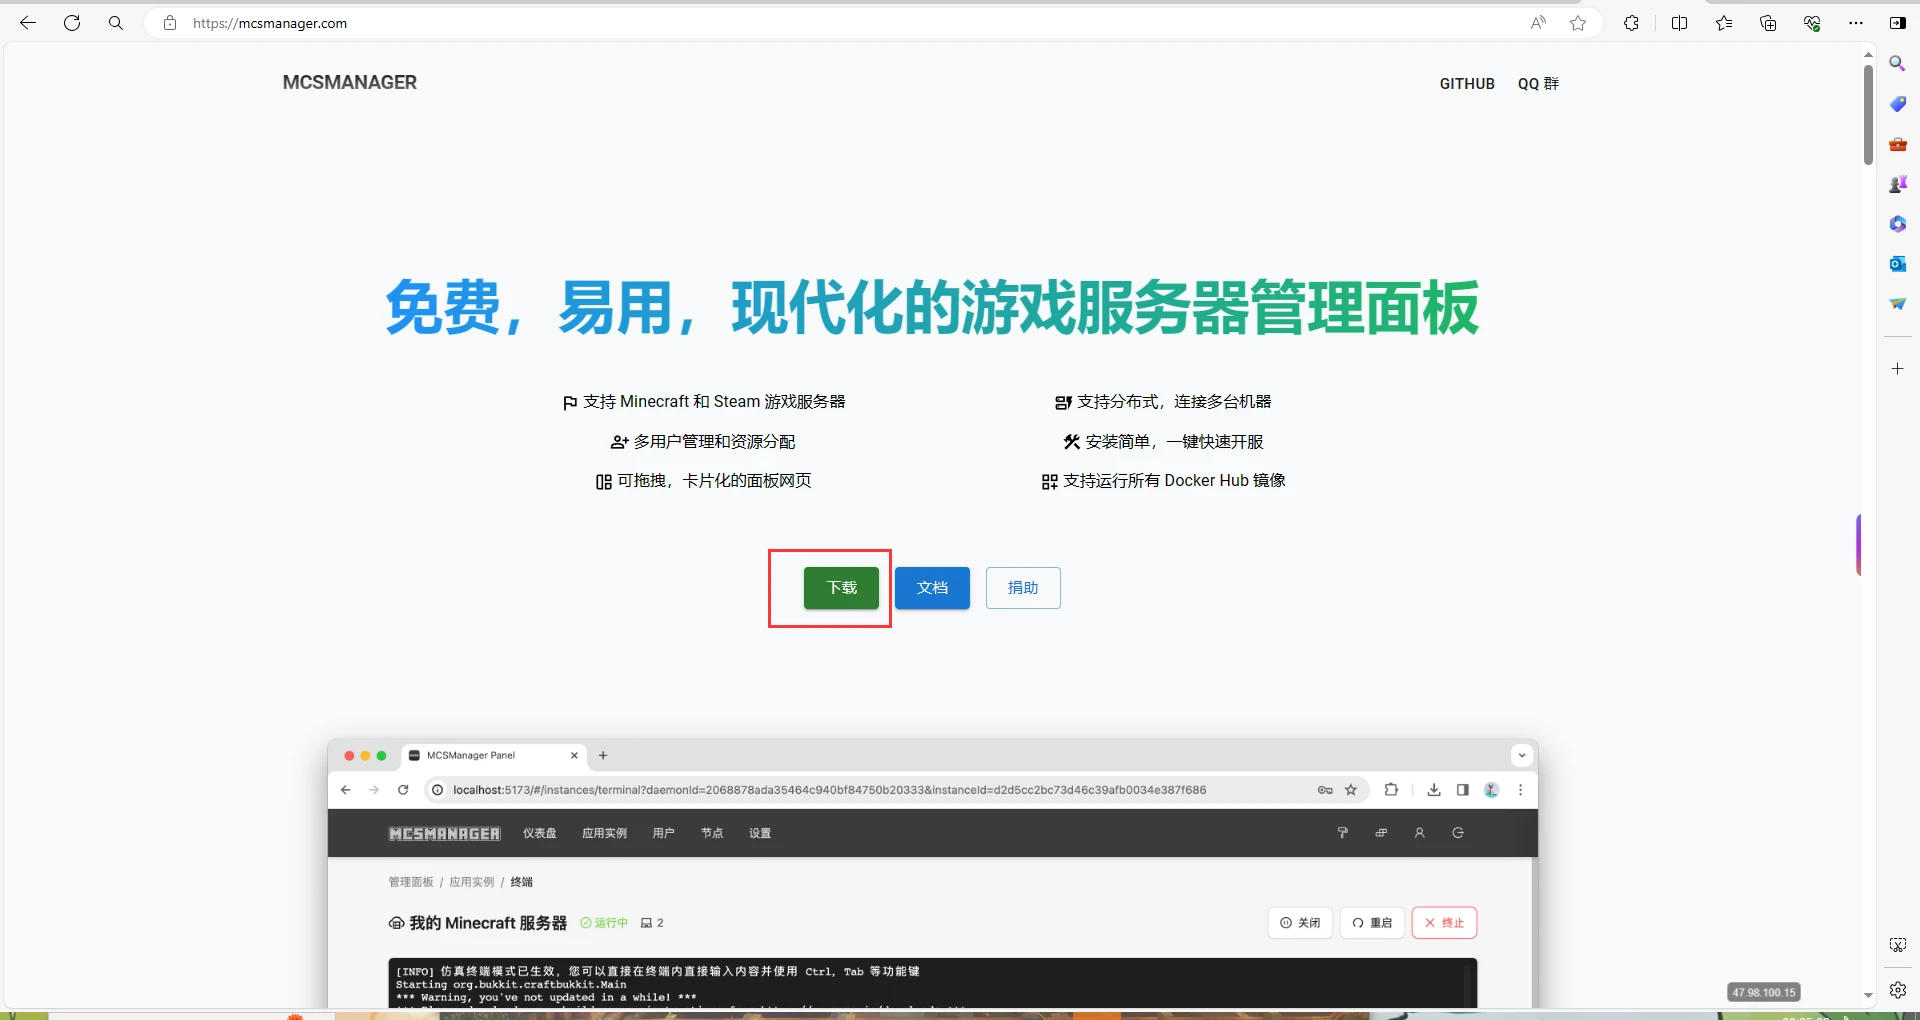 https://mcsmanager.com
MCSMANAGER
GITHUB QQ 群
免费，易用，现代化的游戏服务器管理面板
支持 Minecraft 和 Steam 游戏服务器
支持分布式，连接多台机器
多用户管理和资源分配
安装简单，一键快速开服
可拖拽，卡片化的面板网页
支持运行所有 Docker Hub 镜像
下载 文档 捐助
MCSManager Panel
localhost:5173/#/instances/terminal?daemonId=2068878ada35464c940bf84750b20333&instanceId=d2d5cc2bc73d46c39afb0034e387f686
MCSMANAGER 仪表盘 应用实例 用户 节点 设置
管理面板 / 应用实例 / 终端
我的 Minecraft 服务器 运行中 2
关闭 重启 终止
[INFO] 仿真终端模式已生效，您可以直接在终端内直接输入内容并使用 Ctrl, Tab 等功能键
Starting org.bukkit.craftbukkit.Main
*** Warning, you've not updated in a while! ***
47.98.100.15